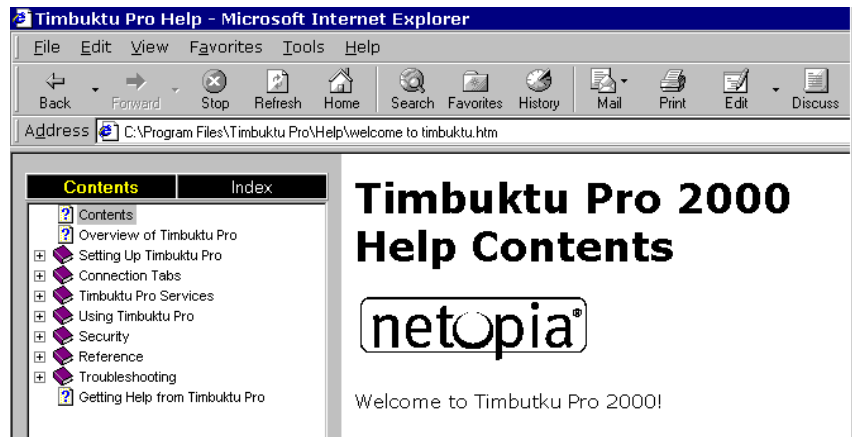 Timbuktu Pro Help - Microsoft Internet Explorer
File Edit View Favorites Tools Help
Back Forward Stop Refresh Home Search Favorites History Mail Print Edit Discuss
Address C:\Program Files\Timbuktu Pro\Help\welcome to timbuktu.htm
Contents Index
Contents
Overview of Timbuktu Pro
Setting Up Timbuktu Pro
Connection Tabs
Timbuktu Pro Services
Using Timbuktu Pro
Security
Reference
Troubleshooting
Getting Help from Timbuktu Pro
Timbuktu Pro 2000
Help Contents
netopia®
Welcome to Timbutku Pro 2000!